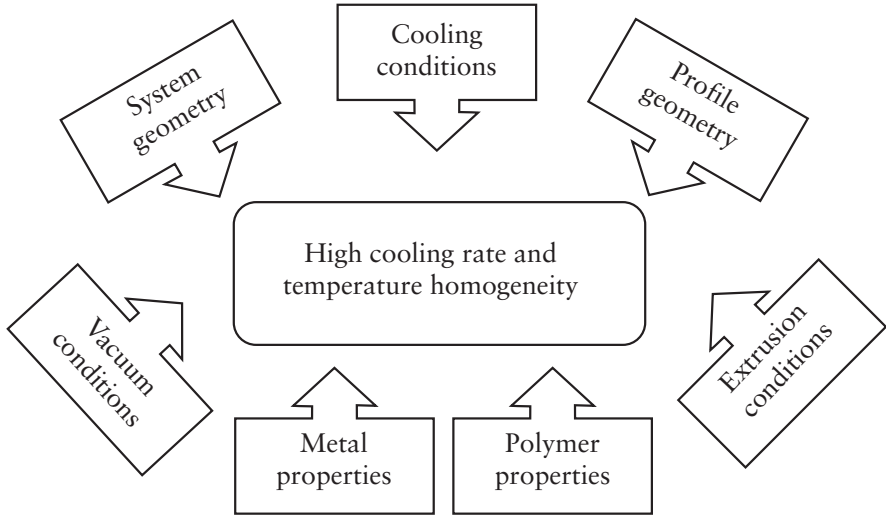 System
geometry
Cooling
conditions
Profile
geometry
High cooling rate and
temperature homogeneity
Vacuum
conditions
Metal
properties
Polymer
properties
Extrusion
conditions